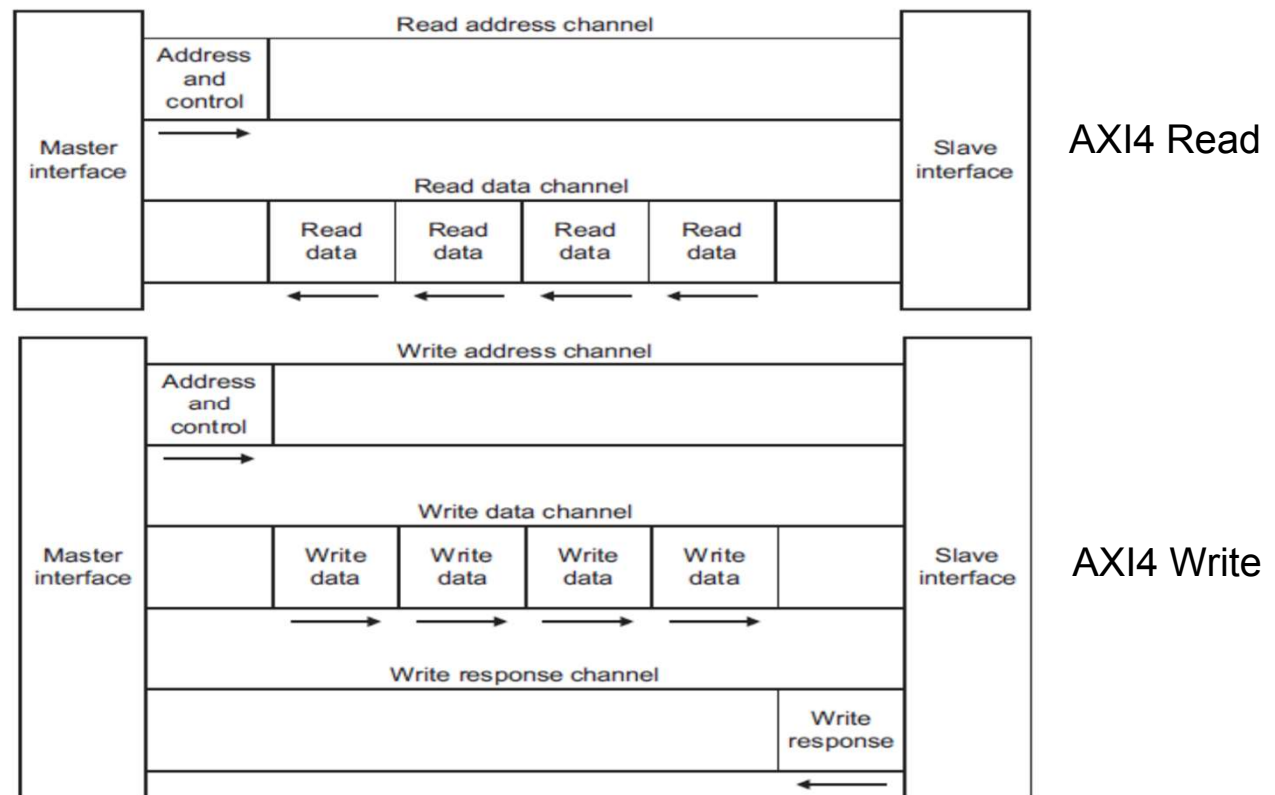 Read address channel
Address
and
control
Master
interface
Slave
interface
AXI4 Read
Read data channel
Read
data
Read
data
Read
data
Read
data
Write address channel
Address
and
control
Write data channel
Master
interface
Write
data
Write
data
Write
data
Write
data
Slave
interface
AXI4 Write
Write response channel
Write
response